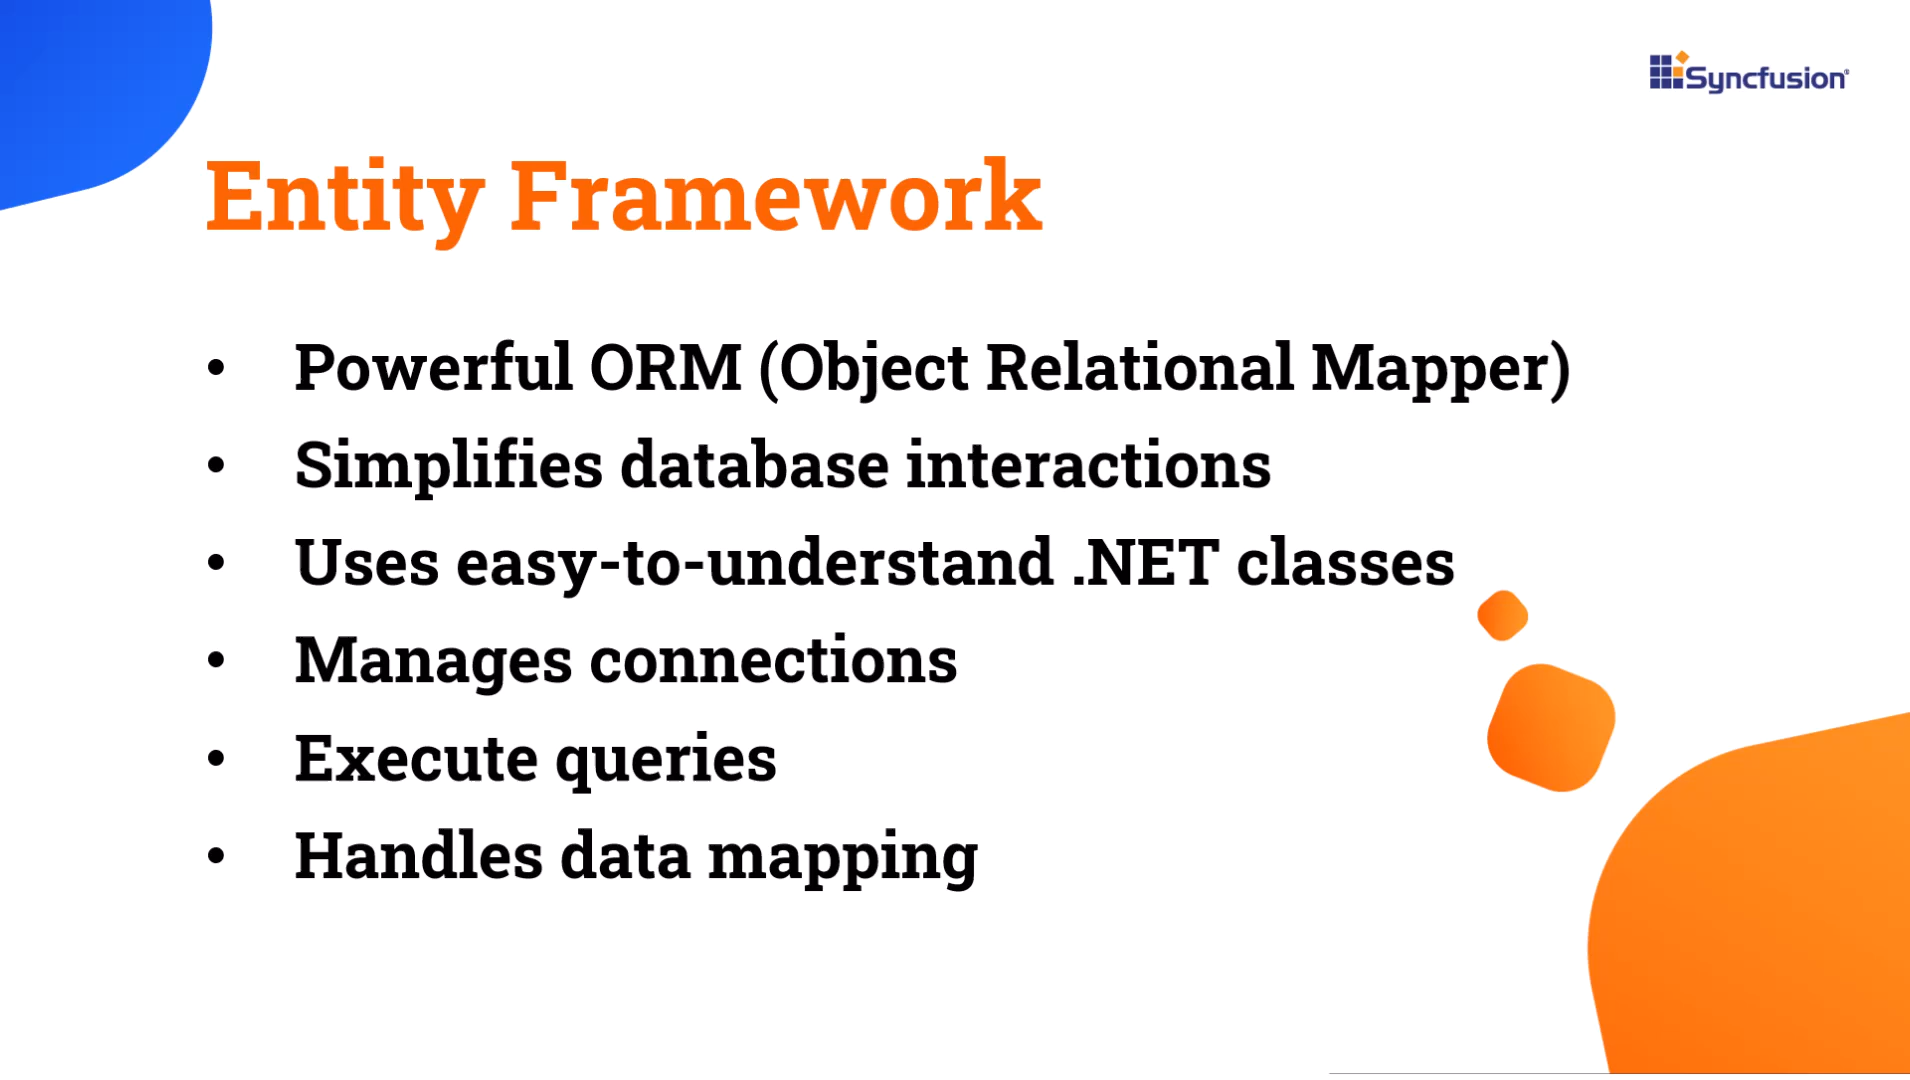 Syncfusion®
Entity Framework
• Powerful ORM (Object Relational Mapper)
• Simplifies database interactions
• Uses easy-to-understand .NET classes
• Manages connections
• Execute queries
• Handles data mapping